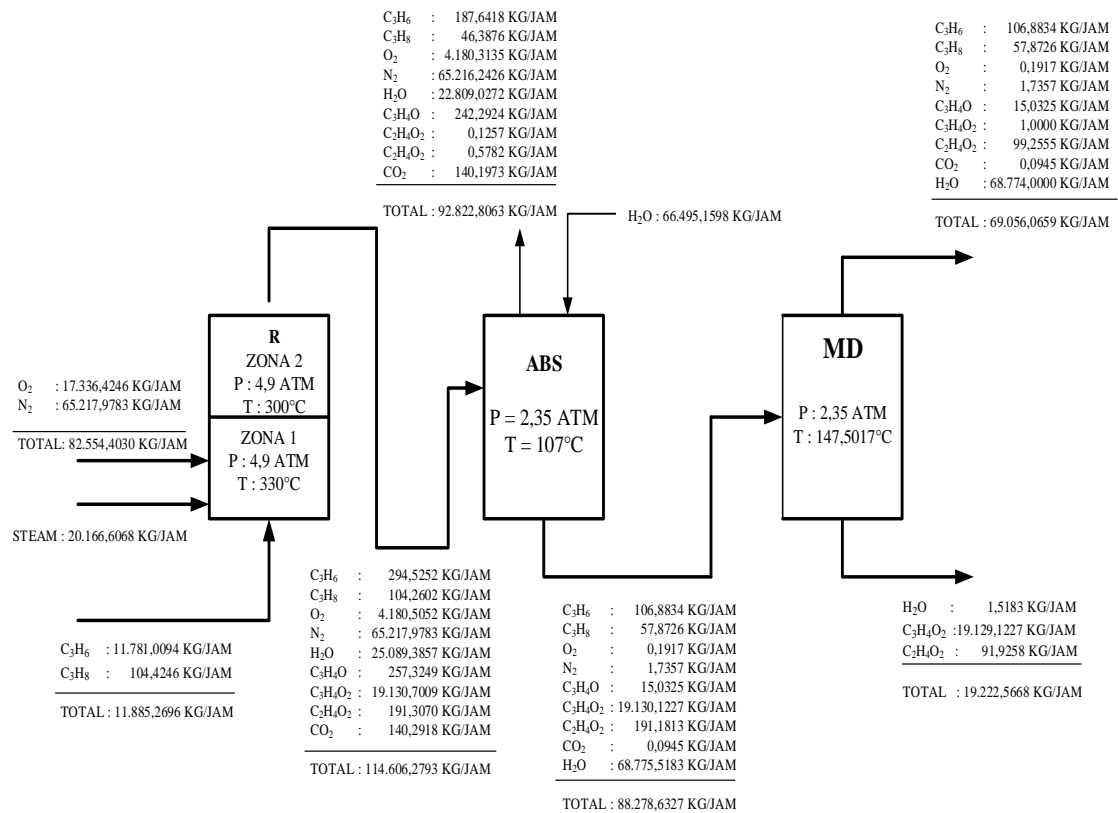 C₃H₆ : 187,6418 KG/JAM
C₃H₈ : 46,3876 KG/JAM
O₂ : 4.180,3135 KG/JAM
N₂ : 65.216,2426 KG/JAM
H₂O : 22.809,0272 KG/JAM
C₃H₄O : 242,2924 KG/JAM
C₂H₄O₂ : 0,1257 KG/JAM
C₂H₄O₂ : 0,5782 KG/JAM
CO₂ : 140,1973 KG/JAM
TOTAL : 92.822,8063 KG/JAM
H₂O : 66.495,1598 KG/JAM
C₃H₆ : 106,8834 KG/JAM
C₃H₈ : 57,8726 KG/JAM
O₂ : 0,1917 KG/JAM
N₂ : 1,7357 KG/JAM
C₃H₄O : 15,0325 KG/JAM
C₃H₄O₂ : 1,0000 KG/JAM
C₂H₄O₂ : 99,2555 KG/JAM
CO₂ : 0,0945 KG/JAM
H₂O : 68.774,0000 KG/JAM
TOTAL : 69.056,0659 KG/JAM
O₂ : 17.336,4246 KG/JAM
N₂ : 65.217,9783 KG/JAM
TOTAL: 82.554,4030 KG/JAM
STEAM : 20.166,6068 KG/JAM
C₃H₆ : 11.781,0094 KG/JAM
C₃H₈ : 104,4246 KG/JAM
TOTAL : 11.885,2696 KG/JAM
R
ZONA 2
P : 4,9 ATM
T : 300°C
ZONA 1
P : 4,9 ATM
T : 330°C
ABS
P = 2,35 ATM
T = 107°C
MD
P : 2,35 ATM
T : 147,5017°C
C₃H₆ : 294,5252 KG/JAM
C₃H₈ : 104,2602 KG/JAM
O₂ : 4.180,5052 KG/JAM
N₂ : 65.217,9783 KG/JAM
H₂O : 25.089,3857 KG/JAM
C₃H₄O : 257,3249 KG/JAM
C₃H₄O₂ : 19.130,7009 KG/JAM
C₂H₄O₂ : 191,3070 KG/JAM
CO₂ : 140,2918 KG/JAM
TOTAL : 114.606,2793 KG/JAM
C₃H₆ : 106,8834 KG/JAM
C₃H₈ : 57,8726 KG/JAM
O₂ : 0,1917 KG/JAM
N₂ : 1,7357 KG/JAM
C₃H₄O : 15,0325 KG/JAM
C₃H₄O₂ : 19.130,1227 KG/JAM
C₂H₄O₂ : 191,1813 KG/JAM
CO₂ : 0,0945 KG/JAM
H₂O : 68.775,5183 KG/JAM
TOTAL : 88.278,6327 KG/JAM
H₂O : 1,5183 KG/JAM
C₃H₄O₂ :19.129,1227 KG/JAM
C₂H₄O₂ : 91,9258 KG/JAM
TOTAL : 19.222,5668 KG/JAM